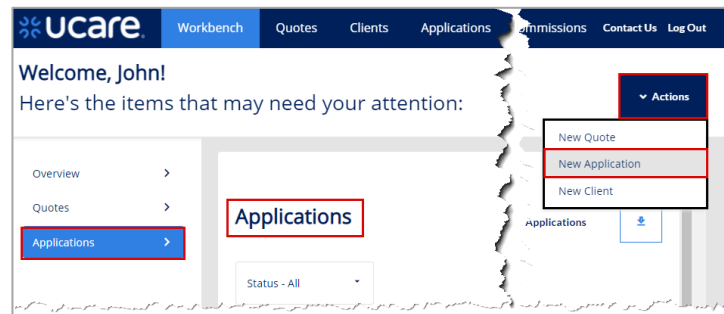 ucare. Workbench Quotes Clients Applications ommissions Contact Us Log Out
Welcome, John!
Here's the items that may need your attention:
Actions
New Quote
New Application
New Client
Overview
Quotes
Applications
Applications
Applications
Status - All